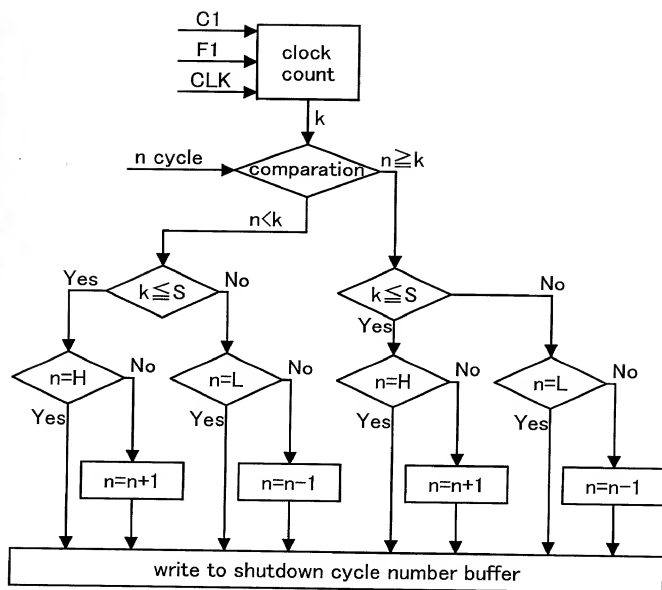 C1
F1
CLK
clock
count
k
n cycle
comparation
n≧k
n<k
Yes
k≦S
No
k≦S
No
Yes
n=H
No
n=L
No
n=H
No
n=L
No
Yes
Yes
Yes
Yes
n=n+1
n=n-1
n=n+1
n=n-1
write to shutdown cycle number buffer